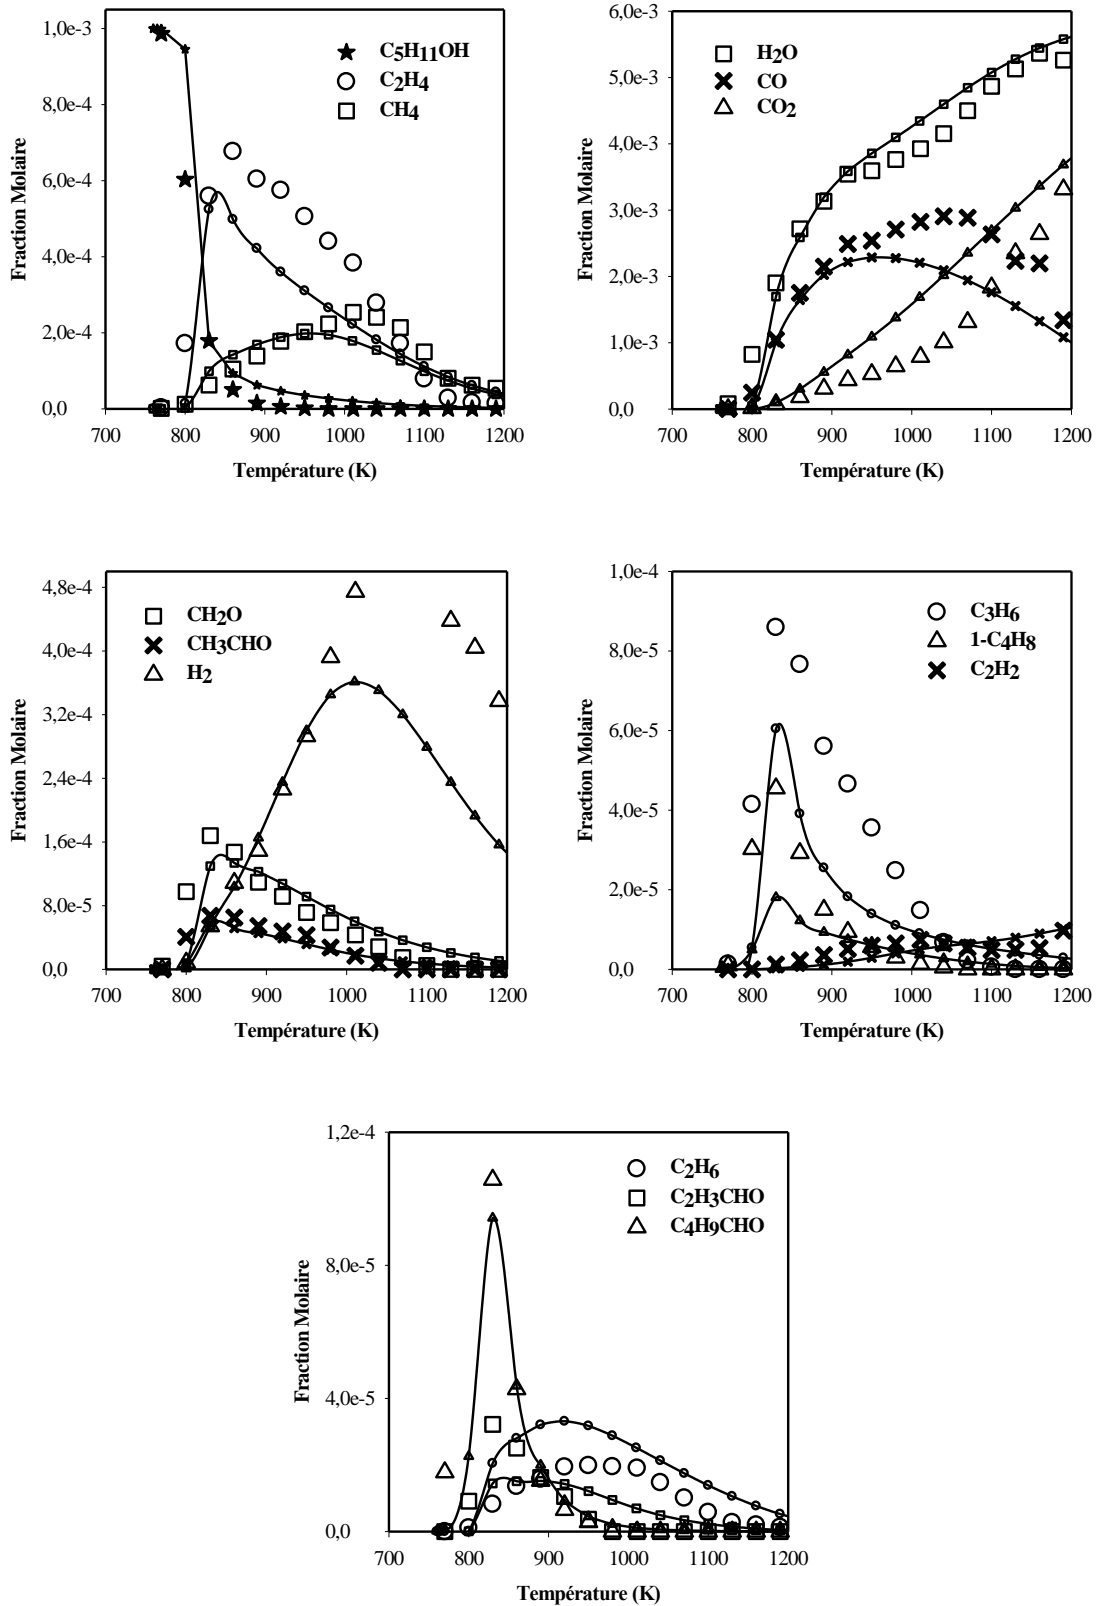 1,0e-3
8,0e-4
6,0e-4
4,0e-4
2,0e-4
0,0
700 800 900 1000 1100 1200
Fraction Molaire
Température (K)
C5H11OH
C2H4
CH4
6,0e-3
5,0e-3
4,0e-3
3,0e-3
2,0e-3
1,0e-3
0,0
700 800 900 1000 1100 1200
Fraction Molaire
Température (K)
H2O
CO
CO2
4,8e-4
4,0e-4
3,2e-4
2,4e-4
1,6e-4
8,0e-5
0,0
700 800 900 1000 1100 1200
Fraction Molaire
Température (K)
CH2O
CH3CHO
H2
1,0e-4
8,0e-5
6,0e-5
4,0e-5
2,0e-5
0,0
700 800 900 1000 1100 1200
Fraction Molaire
Température (K)
C3H6
1-C4H8
C2H2
1,2e-4
8,0e-5
4,0e-5
0,0
700 800 900 1000 1100 1200
Fraction Molaire
Température (K)
C2H6
C2H3CHO
C4H9CHO